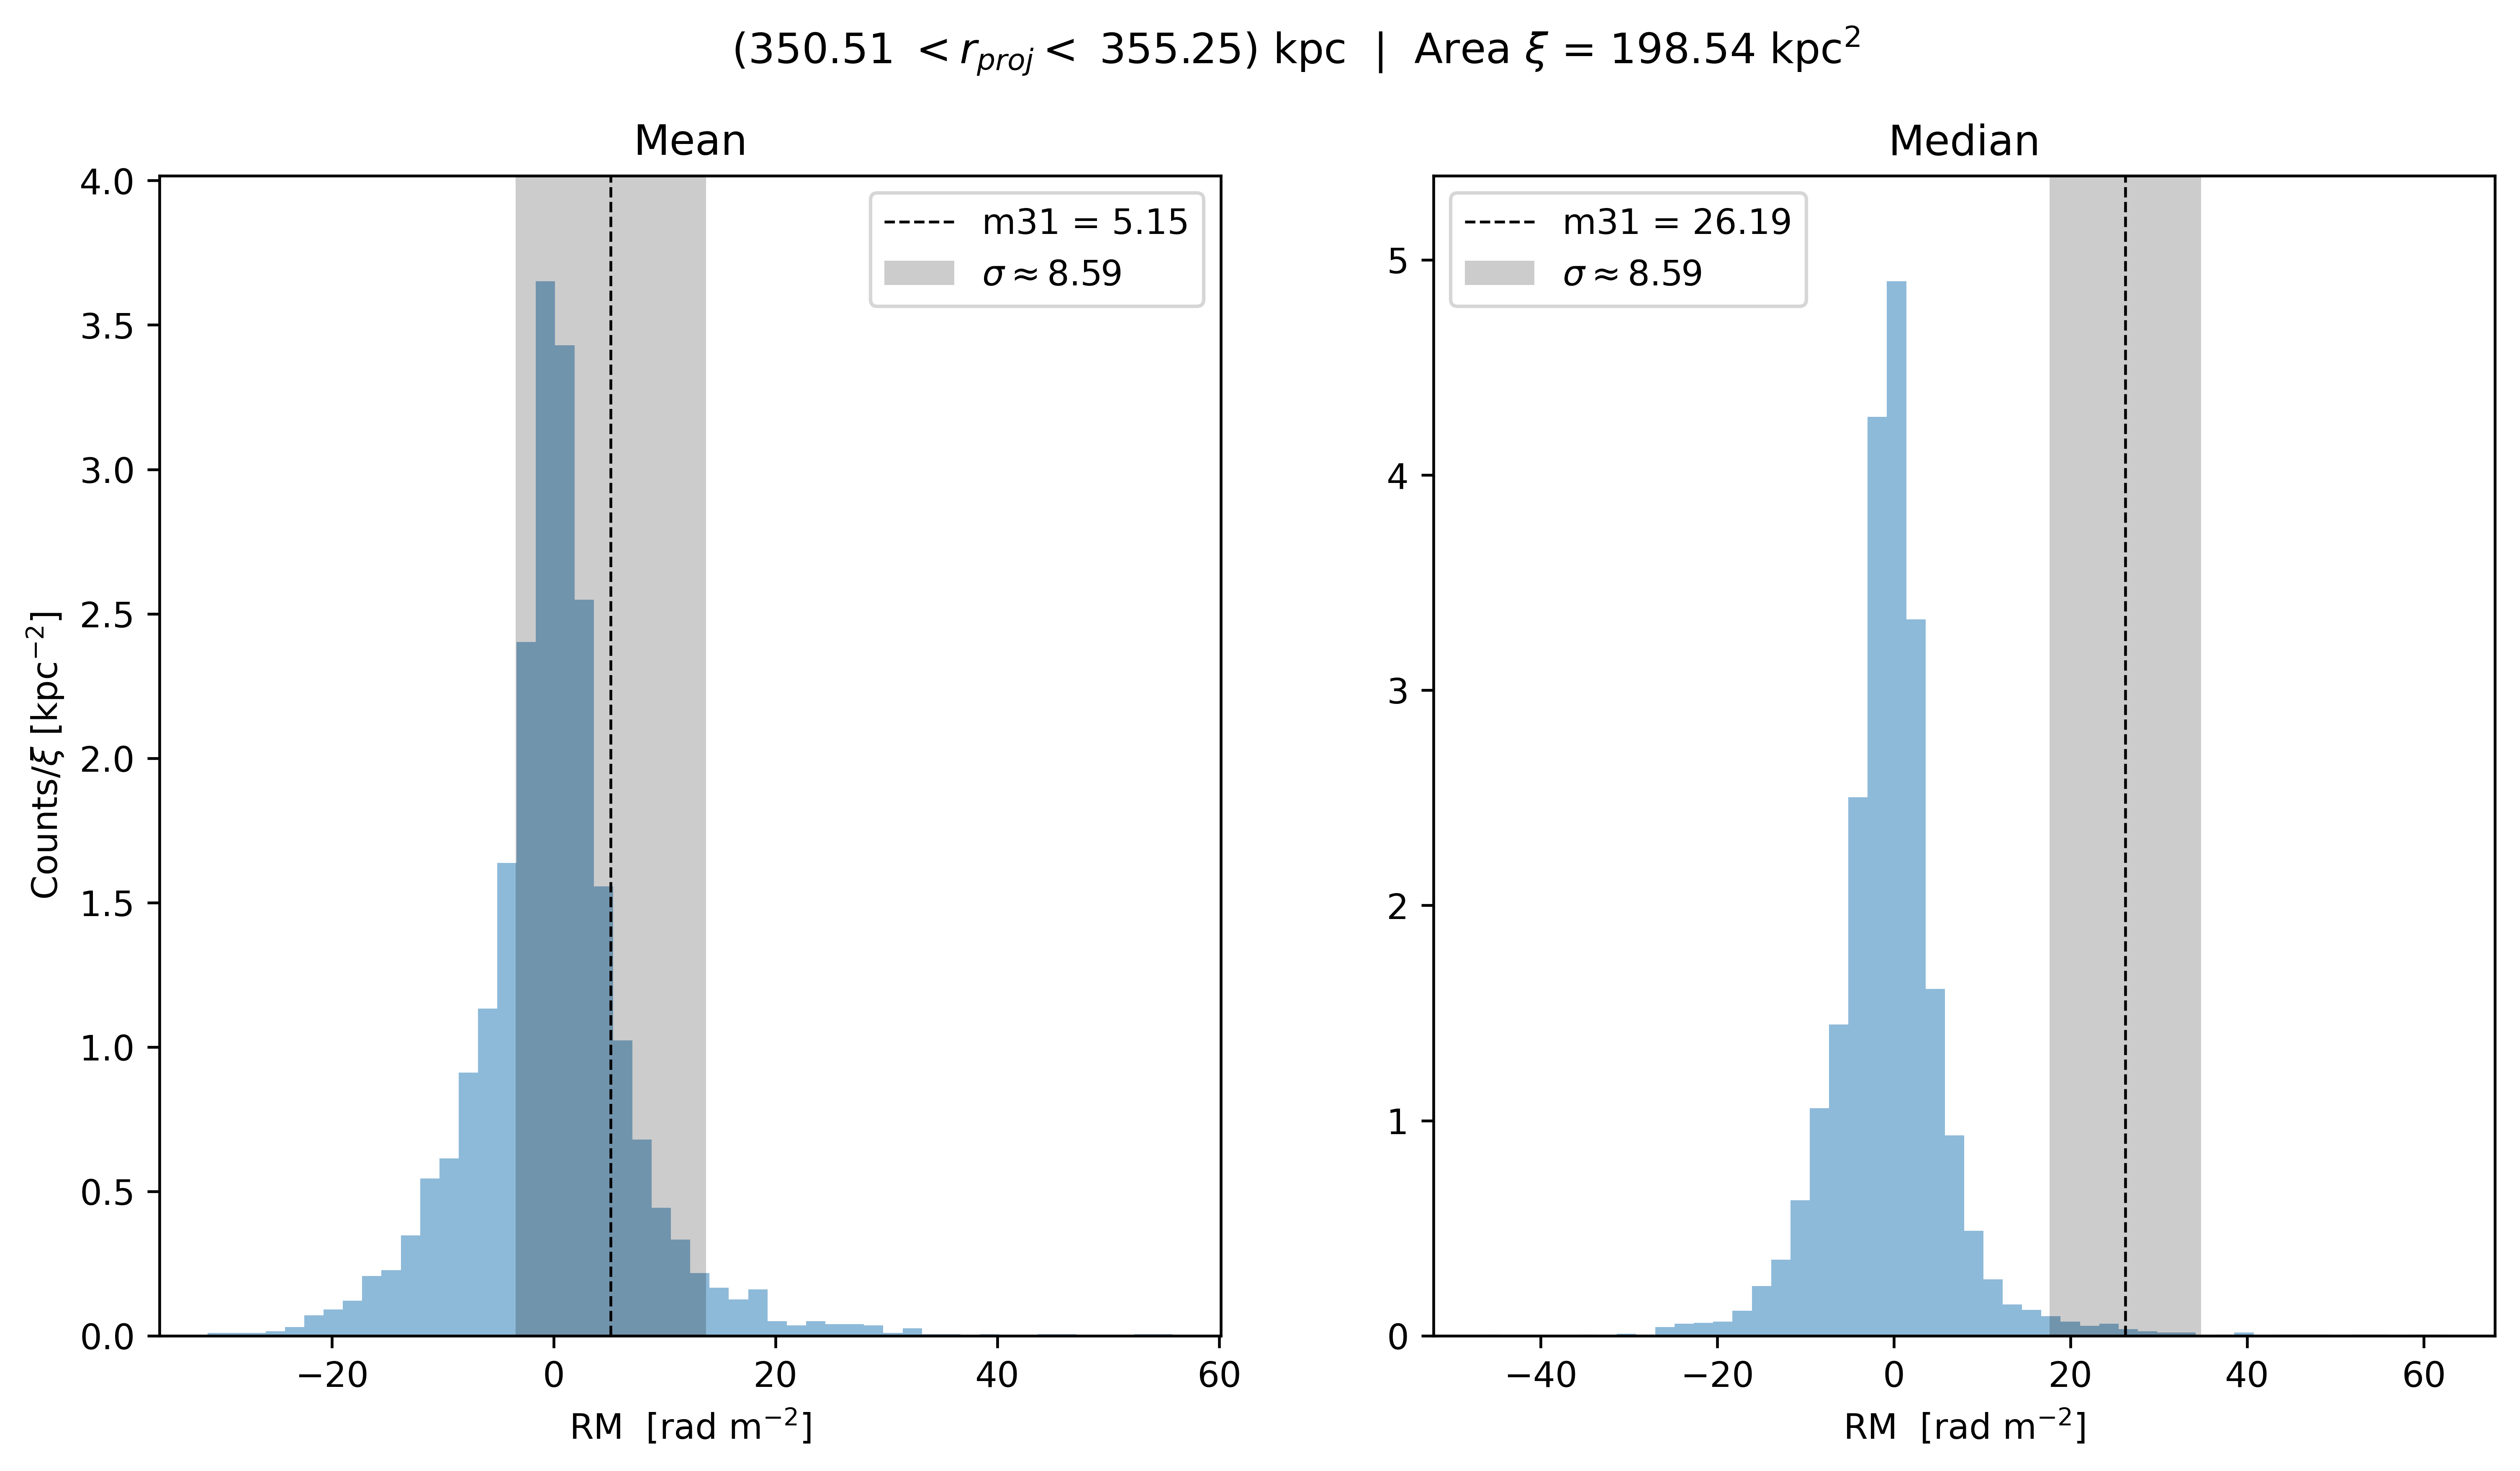 (350.51 < r_proj < 355.25) kpc | Area ξ = 198.54 kpc²
Mean
4.0
3.5
3.0
2.5
2.0
1.5
1.0
0.5
0.0
Counts/ξ [kpc⁻²]
m31 = 5.15
σ ≈ 8.59
−20 0 20 40 60
RM [rad m⁻²]
Median
5
4
3
2
1
0
m31 = 26.19
σ ≈ 8.59
−40 −20 0 20 40 60
RM [rad m⁻²]